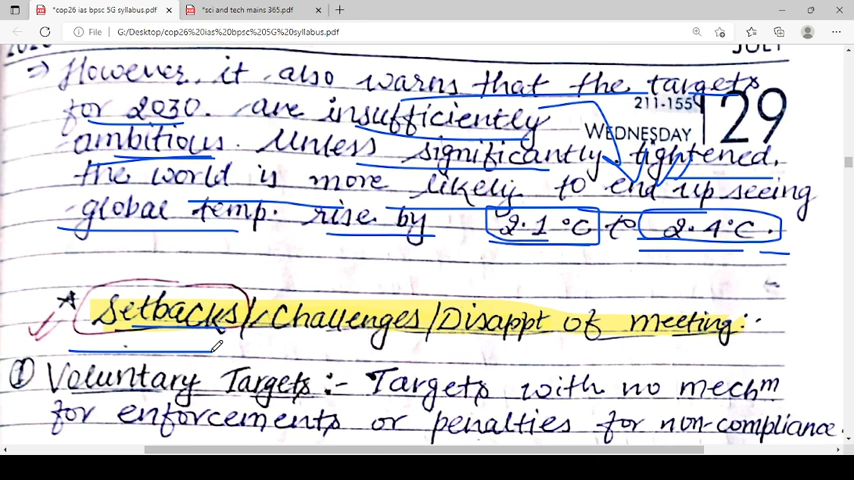 *cop26 ias bpsc 5G syllabus.pdf
*sci and tech mains 365.pdf
File
G:/Desktop/cop26%20ias%20bpsc%205G%20syllabus.pdf
JULY
→ However, it also warns that the targets
211-155
29
for 2030 are insufficiently
WEDNESDAY
ambitious. Unless significantly tightened,
the world is more likely to end up seeing
global temp. rise by 2.1°C to 2.4°C.
* Setbacks/Challenges/Disappt of meeting:-
① Voluntary Targets:- Targets with no mechm
for enforcements or penalties for non-compliance.